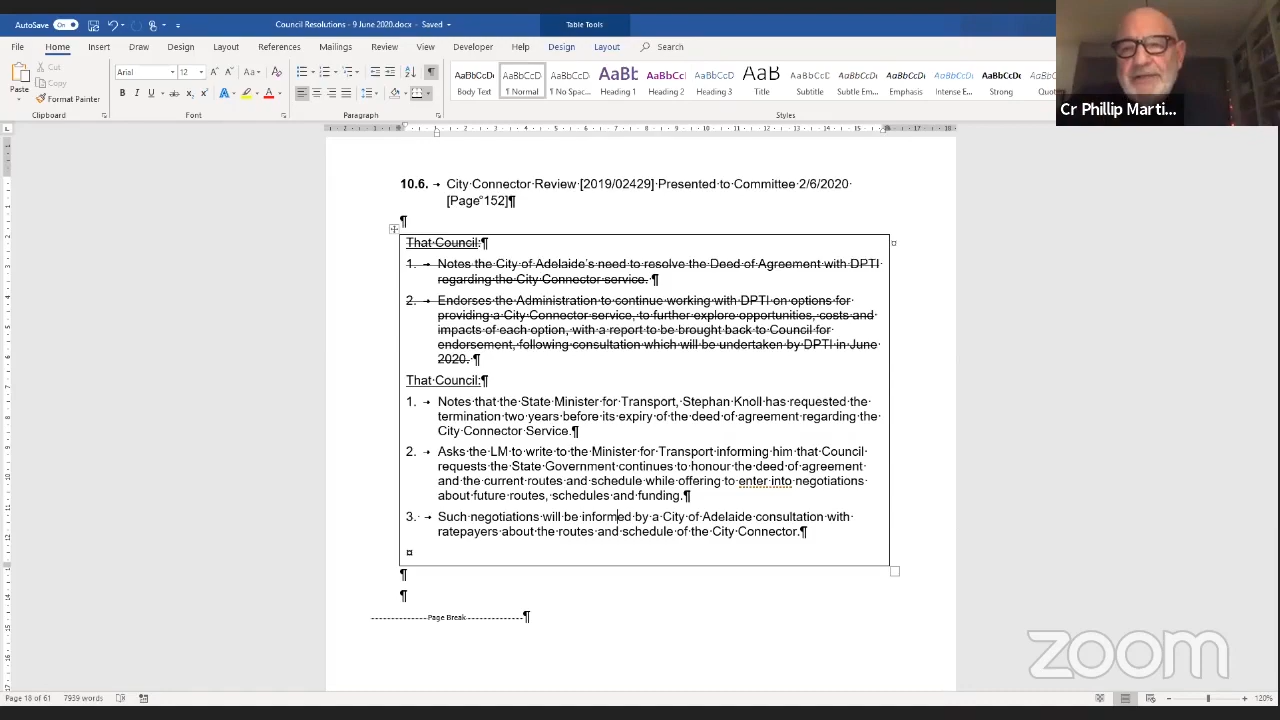 AutoSave On
Council Resolutions - 9 June 2020.docx - Saved
Table Tools
File Home Insert Draw Design Layout References Mailings Review View Developer Help Design Layout Search
Paste
Cut
Copy
Format Painter
Clipboard
Arial 12
Font
Paragraph
AaBbCcDc AaBbCcD AaBbCcD AaBb AaBbCc AaBbCcD AaB AaBbCcD AaBbCcDc AaBbCcDc AaBbCcDc AaBbCcDc
Body Text ¶ Normal ¶ No Spac... Heading 1 Heading 2 Heading 3 Title Subtitle Subtle Em... Emphasis Intense E... Strong
Styles
Cr Phillip Marti...
10.6. City Connector Review [2019/02429] Presented to Committee 2/6/2020
[Page 152]¶
¶
That Council:¶
1. Notes the City of Adelaide's need to resolve the Deed of Agreement with DPTI
regarding the City Connector service. ¶
2. Endorses the Administration to continue working with DPTI on options for
providing a City Connector service, to further explore opportunities, costs and
impacts of each option, with a report to be brought back to Council for
endorsement, following consultation which will be undertaken by DPTI in June
2020. ¶
That Council:¶
1. Notes that the State Minister for Transport, Stephan Knoll has requested the
termination two years before its expiry of the deed of agreement regarding the
City Connector Service.¶
2. Asks the LM to write to the Minister for Transport informing him that Council
requests the State Government continues to honour the deed of agreement
and the current routes and schedule while offering to enter into negotiations
about future routes, schedules and funding.¶
3. Such negotiations will be informed by a City of Adelaide consultation with
ratepayers about the routes and schedule of the City Connector.¶
¶
¶
Page Break ¶
zoom
Page 18 of 61 7939 words
120%